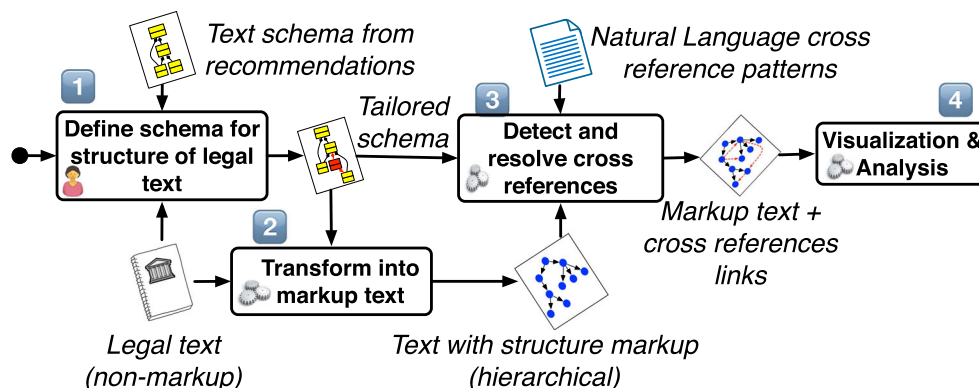 Text schema from
recommendations
Natural Language cross
reference patterns
1
Define schema for
structure of legal
text
Tailored
schema
3
Detect and
resolve cross
references
4
Visualization &
Analysis
2
Transform into
markup text
Markup text +
cross references
links
Legal text
(non-markup)
Text with structure markup
(hierarchical)